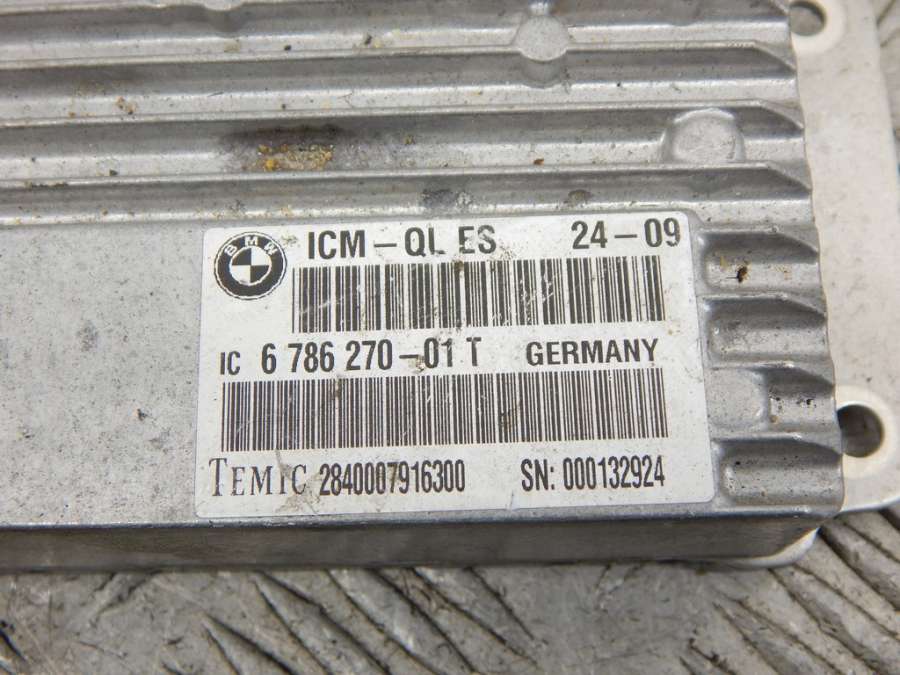 BMW
ICM-QL ES 24-09
IC 6 786 270-01 T GERMANY
TEMIC 2840007916300 SN: 000132924